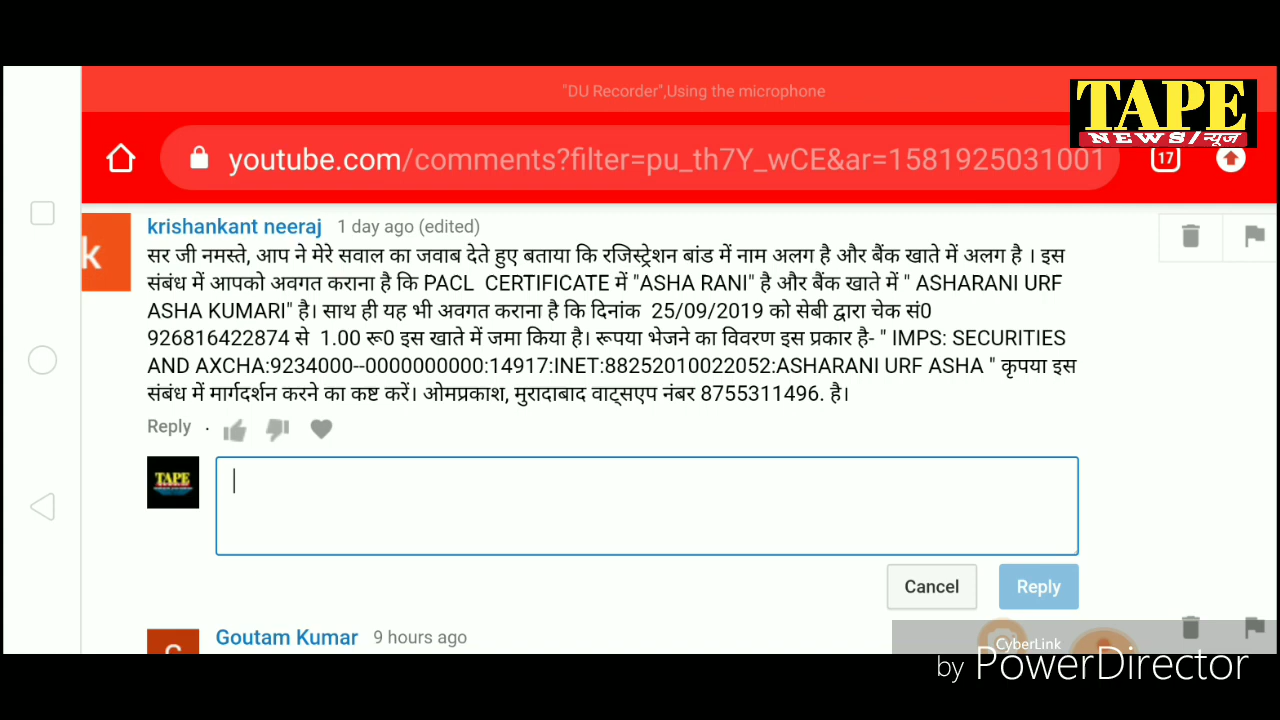 "DU Recorder",Using the microphone
TAPE
NEWS/न्यूज
youtube.com/comments?filter=pu_th7Y_wCE&ar=1581925031001
17
k
krishankant neeraj 1 day ago (edited)
सर जी नमस्ते, आप ने मेरे सवाल का जवाब देते हुए बताया कि रजिस्ट्रेशन बांड में नाम अलग है और बैंक खाते में अलग है । इस
संबंध में आपको अवगत कराना है कि PACL CERTIFICATE में "ASHA RANI" है और बैंक खाते में " ASHARANI URF
ASHA KUMARI" है। साथ ही यह भी अवगत कराना है कि दिनांक 25/09/2019 को सेबी द्वारा चेक सं0
926816422874 से 1.00 रू0 इस खाते में जमा किया है। रूपया भेजने का विवरण इस प्रकार है- " IMPS: SECURITIES
AND AXCHA:9234000--0000000000:14917:INET:88252010022052:ASHARANI URF ASHA " कृपया इस
संबंध में मार्गदर्शन करने का कष्ट करें। ओमप्रकाश, मुरादाबाद वाट्सएप नंबर 8755311496. है।
Reply
TAPE
Cancel Reply
Goutam Kumar 9 hours ago
CyberLink
by PowerDirector